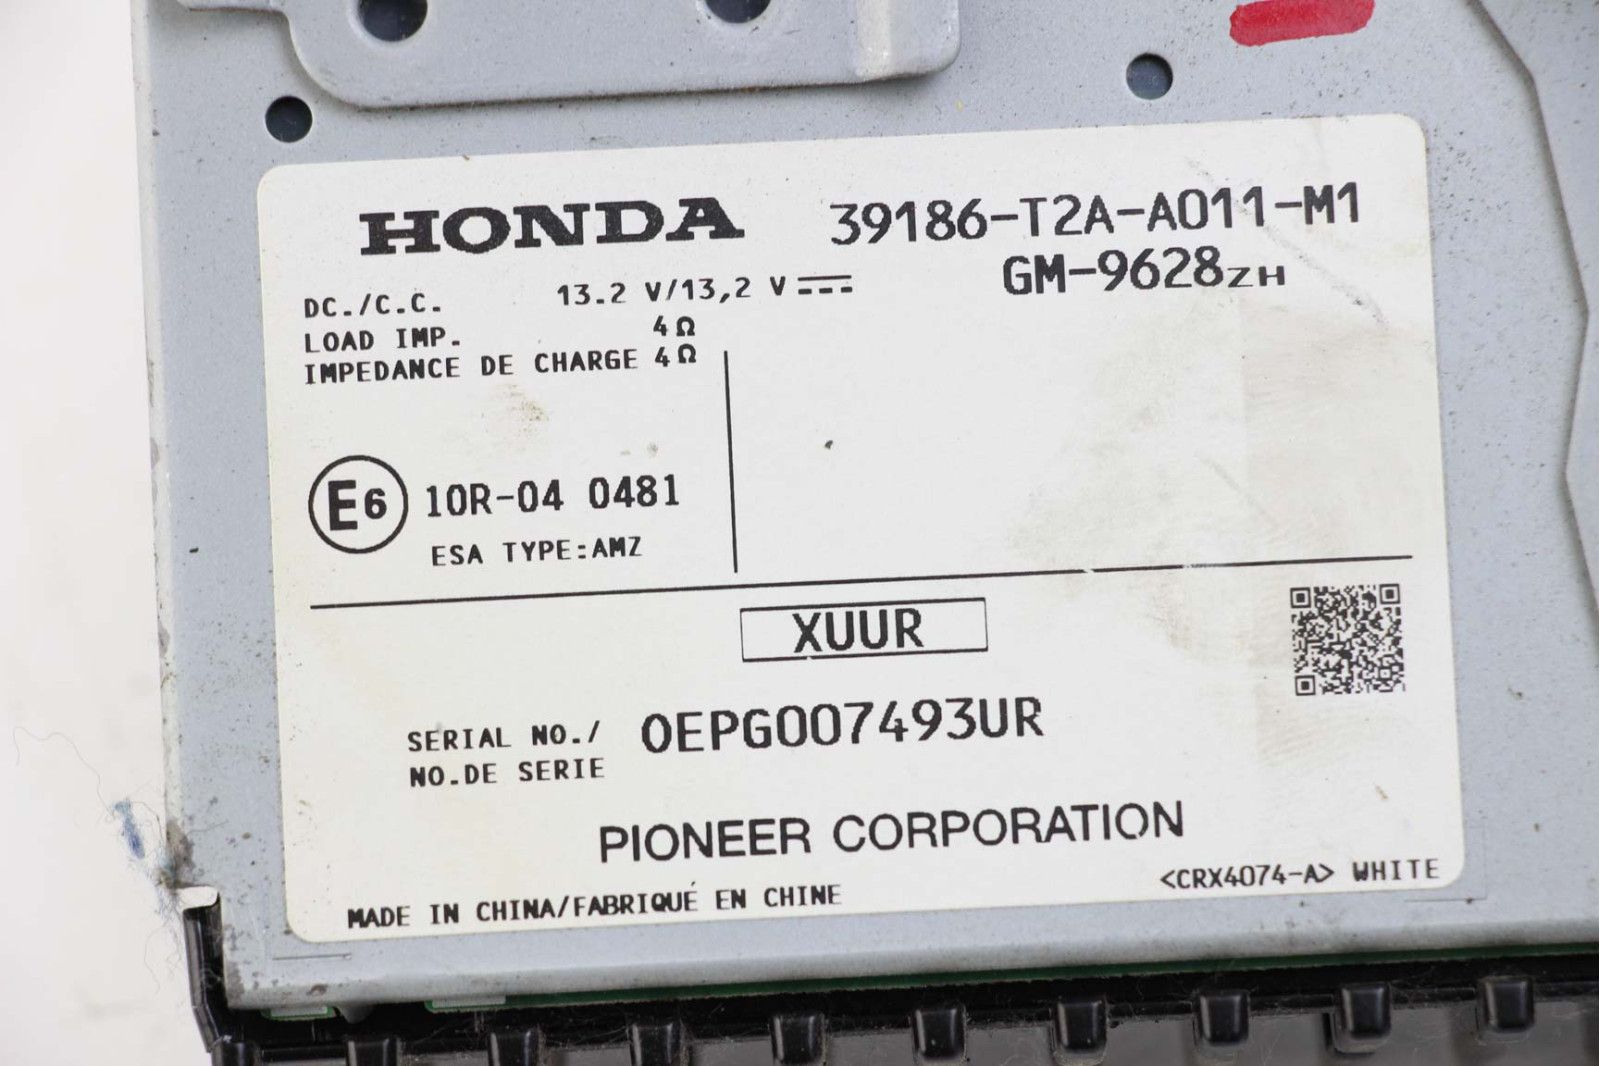 HONDA 39186-T2A-A011-M1
GM-9628ZH
DC./C.C. 13.2 V/13,2 V
LOAD IMP. 4Ω
IMPEDANCE DE CHARGE 4Ω
E6 10R-04 0481
ESA TYPE:AMZ
XUUR
SERIAL NO./ 0EPG007493UR
NO.DE SERIE
PIONEER CORPORATION
<CRX4074-A> WHITE
MADE IN CHINA/FABRIQUÉ EN CHINE